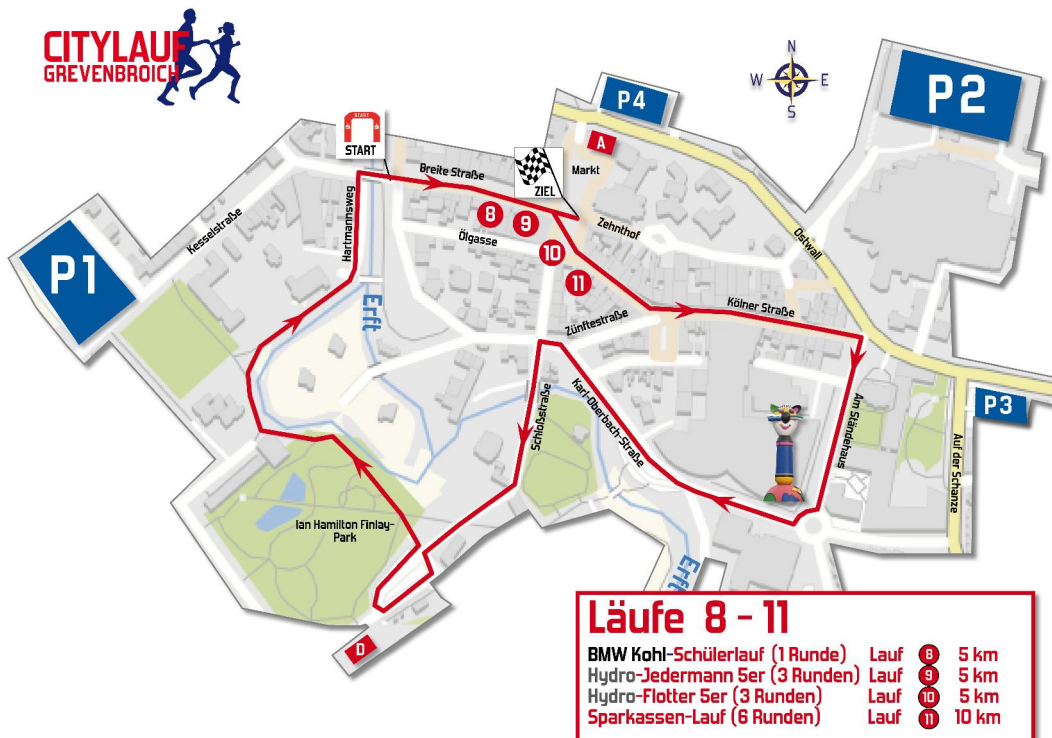 CITYLAUF
GREVENBROICH
N
W E
S
P4
P2
START
START
A
Breite Straße
Markt
ZIEL
Kesselstraße
Hartmannsweg
8
9
Zehnthof
Ölgasse
10
Ostwall
P1
11
Erft
Kölner Straße
Zünftestraße
Schloßstraße
Karl-Oberbach-Straße
Am Ständehaus
P3
Auf der Schanze
Ian Hamilton Finlay-
Park
Erft
D
Läufe 8 - 11
BMW Kohl-Schülerlauf (1 Runde) Lauf 8 5 km
Hydro-Jedermann 5er (3 Runden) Lauf 9 5 km
Hydro-Flotter 5er (3 Runden) Lauf 10 5 km
Sparkassen-Lauf (6 Runden) Lauf 11 10 km